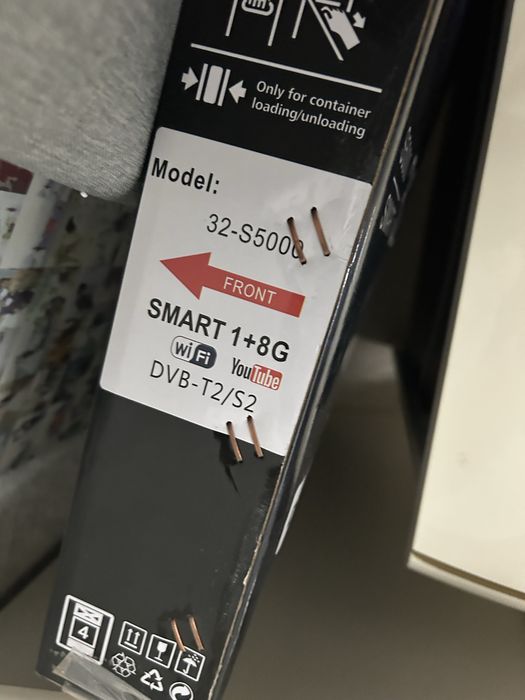 Only for container
loading/unloading
Model:
32-S5000
FRONT
SMART 1+8G
WiFi
YouTube
DVB-T2/S2
4